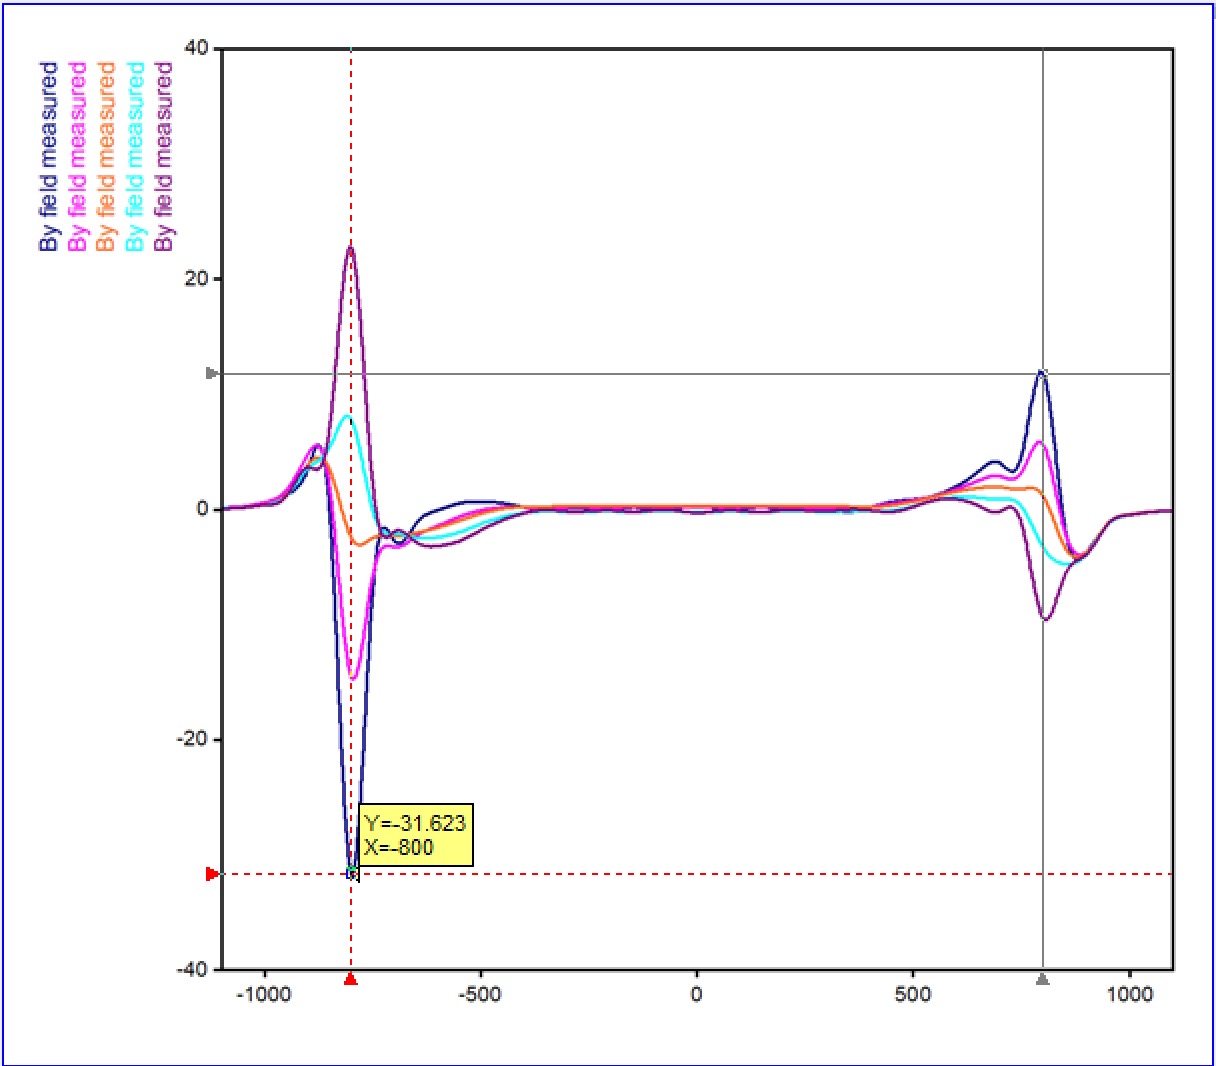 By field measured
By field measured
By field measured
By field measured
By field measured
40
20
0
-20
-40
Y=-31.623
X=-800
-1000 -500 0 500 1000